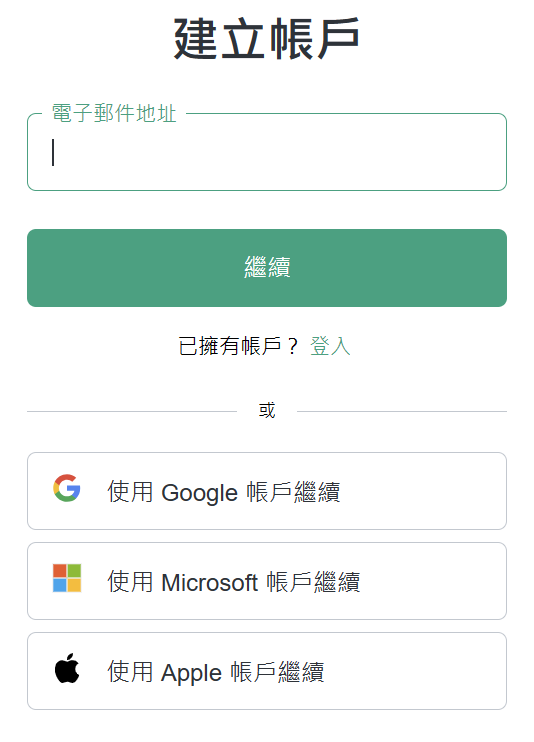 建立帳戶
電子郵件地址
繼續
已擁有帳戶？ 登入
或
使用 Google 帳戶繼續
使用 Microsoft 帳戶繼續
使用 Apple 帳戶繼續